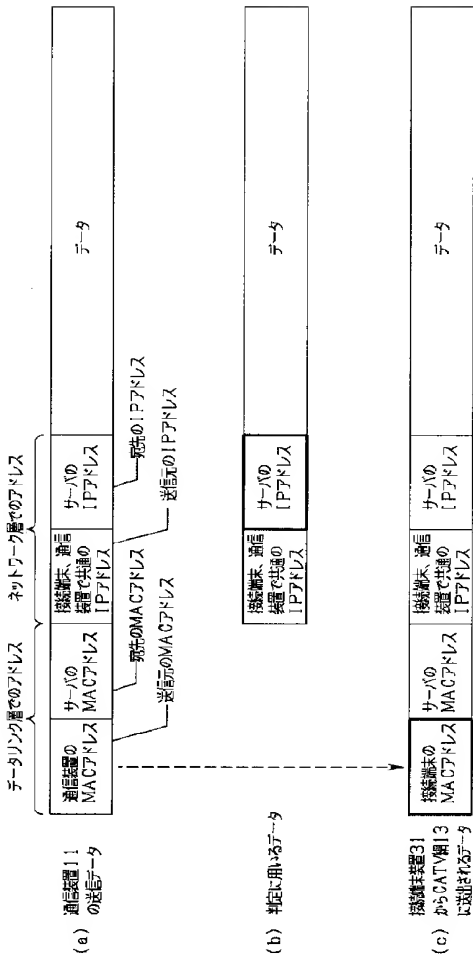 データリンク層でのアドレス
ネットワーク層でのアドレス
(a)
通信装置11
の送信データ
通信装置の
MACアドレス
サーバの
MACアドレス
接続端末、通信
装置で共通の
IPアドレス
サーバの
IPアドレス
データ
送信元のMACアドレス
宛先のMACアドレス
送信元のIPアドレス
宛先のIPアドレス
(b)
判定に用いるデータ
接続端末、通信
装置で共通の
IPアドレス
サーバの
IPアドレス
データ
(c)
接続端末装置31
からCATV網13
に送出されるデータ
接続端末の
MACアドレス
サーバの
MACアドレス
接続端末、通信
装置で共通の
IPアドレス
サーバの
IPアドレス
データ